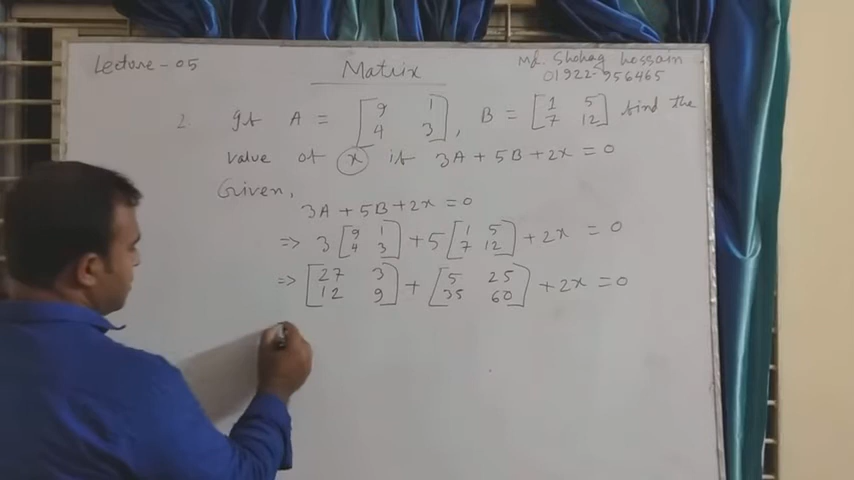 Lecture-05
Matrix
Md. Shohag Hossain
01922-956465
2. If A = [9 1 4 3], B = [1 5 7 12] find the
value of x if 3A + 5B + 2x = 0
Given,
3A + 5B + 2x = 0
=> 3 [9 1 4 3] + 5 [1 5 7 12] + 2x = 0
=> [27 3 12 9] + [5 25 35 60] + 2x = 0